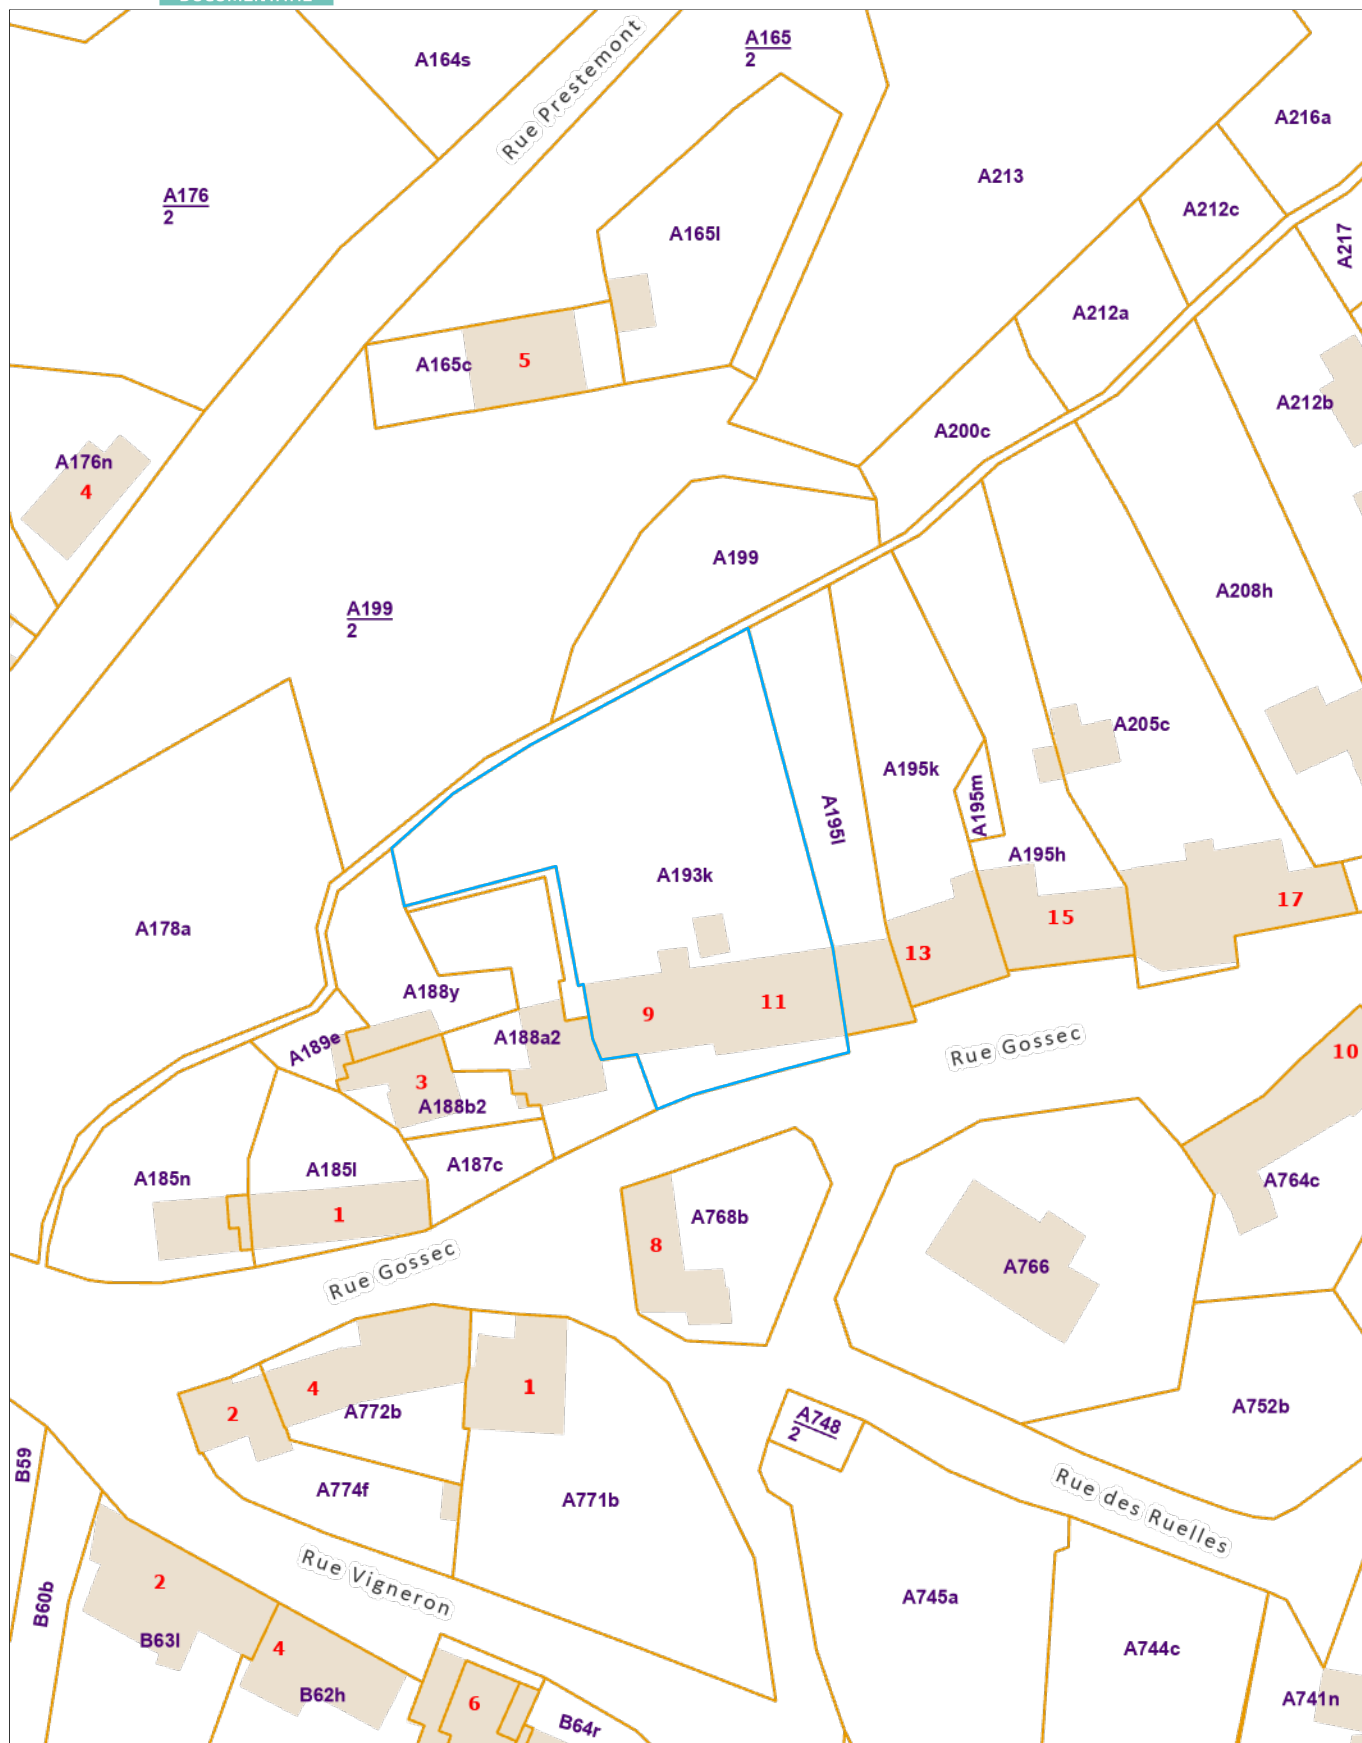 A164s
Rue Prestemont
A165
2
A216a
A213
A176
2
A212c
A165l
A217
A212a
A165c
5
A212b
A200c
A176n
4
A199
A208h
A199
2
A205c
A195k
A195l
A195m
A195h
A193k
17
15
A178a
13
A188y
11
9
A188a2
A189e
Rue Gossec
10
3
A188b2
A187c
A185l
A185n
A764c
1
A768b
8
Rue Gossec
A766
4
1
2
A772b
A752b
A748
2
B59
A774f
A771b
Rue des Ruelles
Rue Vigneron
2
B60b
A745a
B63l
4
A744c
B62h
6
A741n
B64r